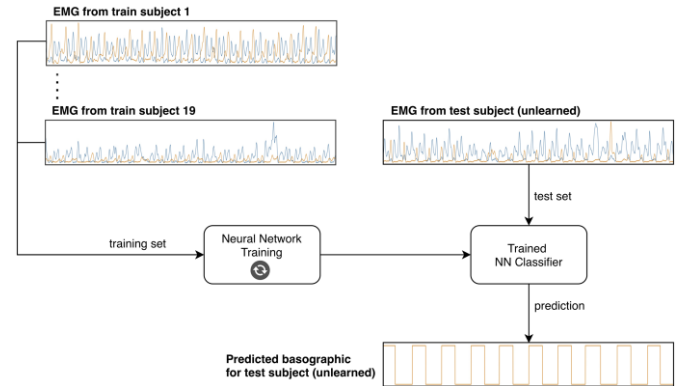 EMG from train subject 1
EMG from train subject 19
EMG from test subject (unlearned)
test set
training set
Neural Network
Training
Trained
NN Classifier
prediction
Predicted basographic
for test subject (unlearned)